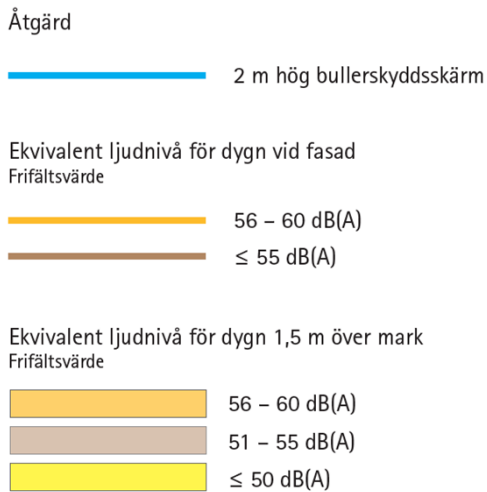 Åtgärd
2 m hög bullerskyddsskärm
Ekvivalent ljudnivå för dygn vid fasad
Frifältsvärde
56 – 60 dB(A)
≤ 55 dB(A)
Ekvivalent ljudnivå för dygn 1,5 m över mark
Frifältsvärde
56 – 60 dB(A)
51 – 55 dB(A)
≤ 50 dB(A)